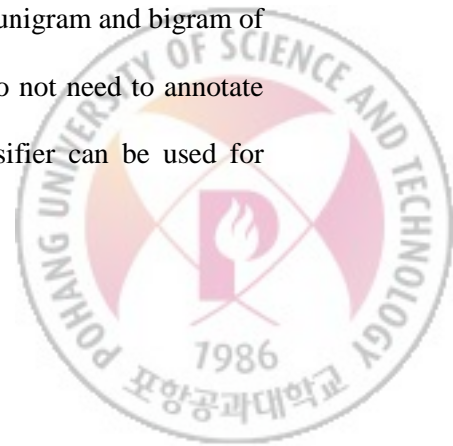 unigram and bigram of
o not need to annotate
sifier can be used for
POHANG UNIVERSITY OF SCIENCE AND TECHNOLOGY
1986
포항공과대학교